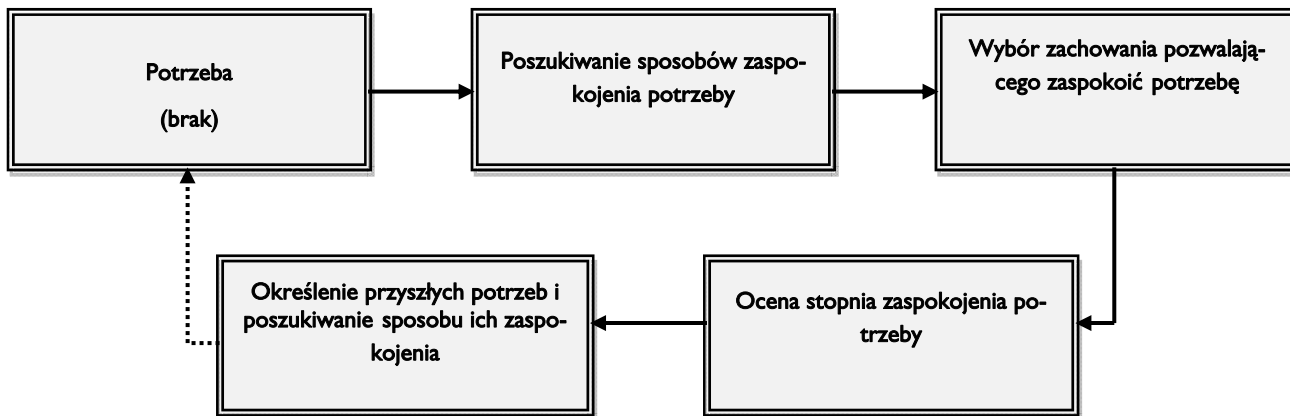 Potrzeba
(brak)
Poszukiwanie sposobów zaspo-
kojenia potrzeby
Wybór zachowania pozwalają-
cego zaspokoić potrzebę
Określenie przyszłych potrzeb i
poszukiwanie sposobu ich zaspo-
kojenia
Ocena stopnia zaspokojenia po-
trzeby